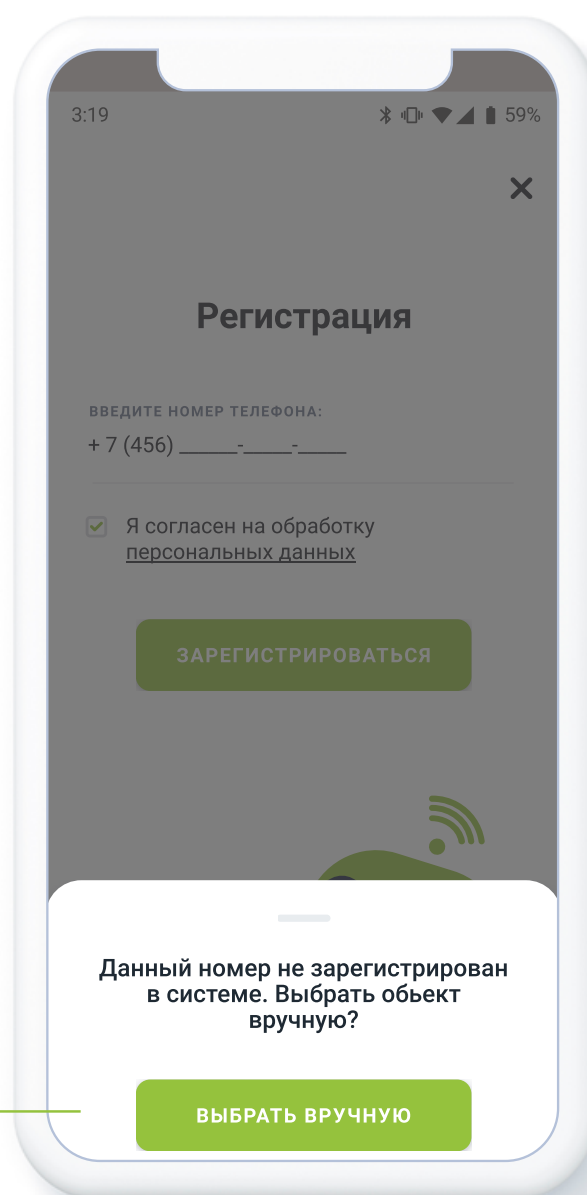 3:19
59%
Регистрация
ВВЕДИТЕ НОМЕР ТЕЛЕФОНА:
+ 7 (456) _____-____-____
Я согласен на обработку
персональных данных
ЗАРЕГИСТРИРОВАТЬСЯ
Данный номер не зарегистрирован
в системе. Выбрать обьект
вручную?
ВЫБРАТЬ ВРУЧНУЮ